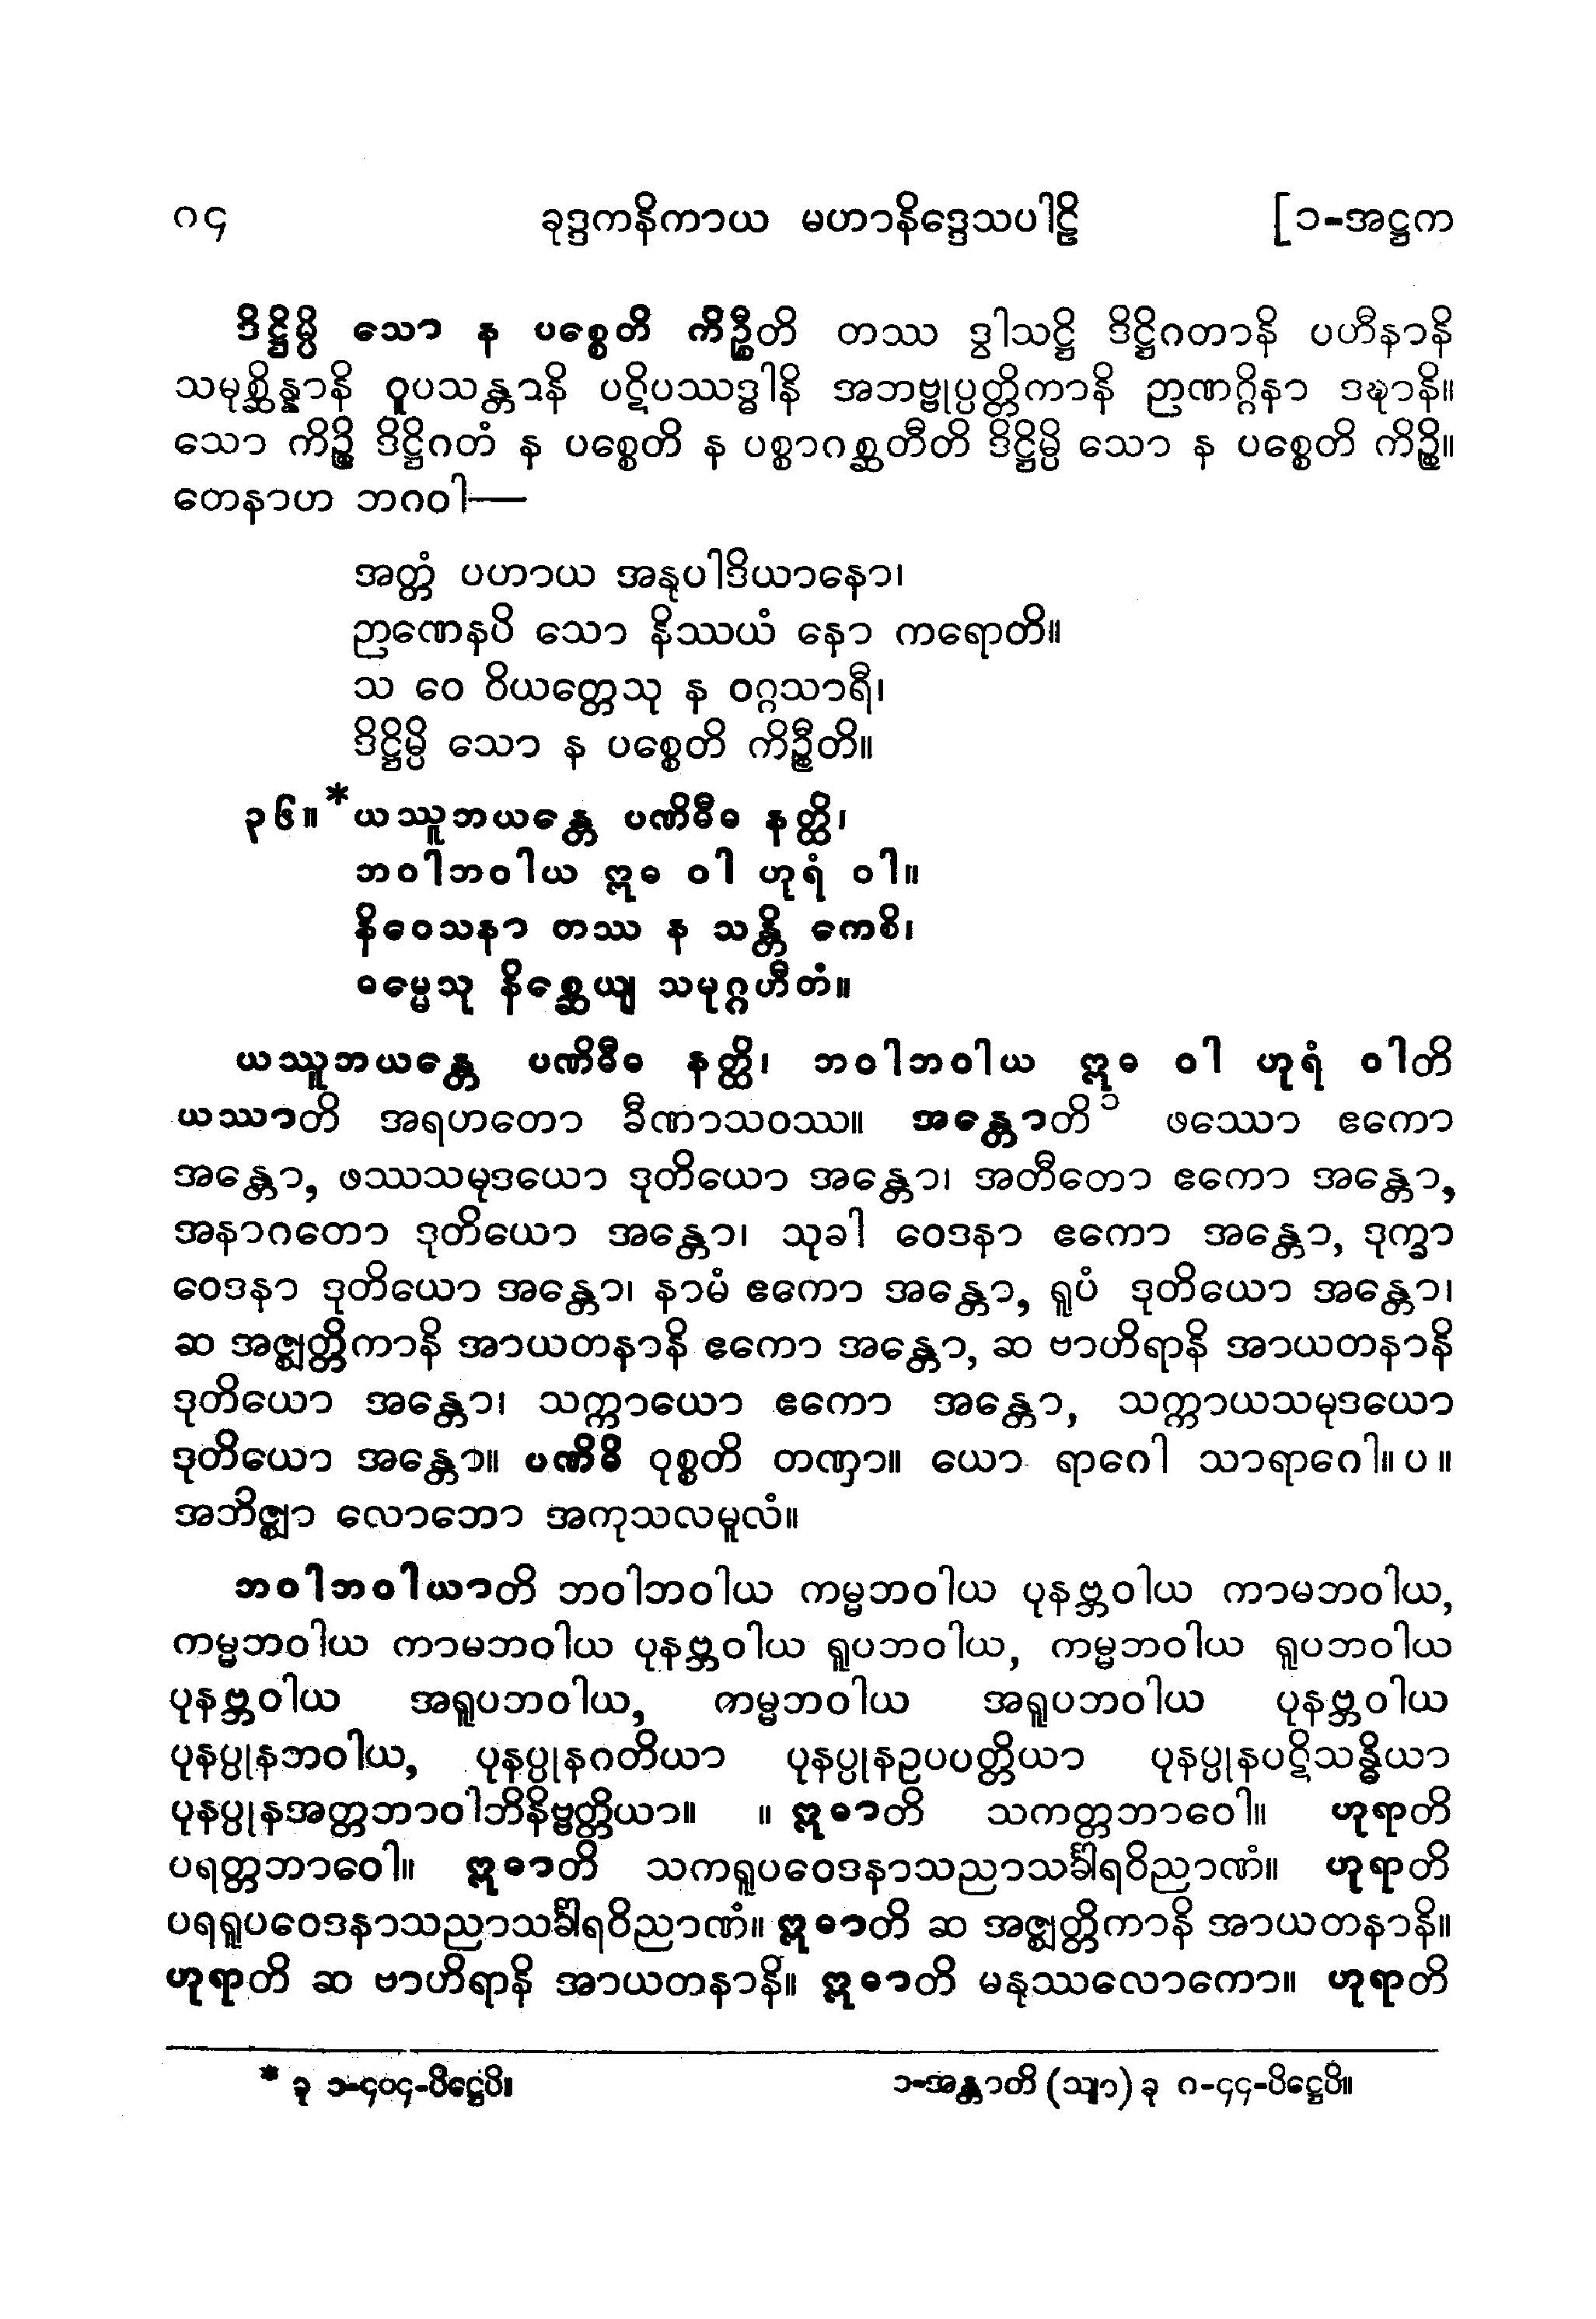 ၈၄ ခုဒ္ဒကနိကာယ မဟာနိဒ္ဒေသပါဠိ [၁-အဋ္ဌက
ဒိဋ္ဌိမ္ပိ သော န ပစ္စေတိ ကိဉ္စီတိ တဿ ဒွါသဋ္ဌိ ဒိဋ္ဌိဂတာနိ ပဟီနာနိ
သမုစ္ဆိန္နာနိ ဝူပသန္တာနိ ပဋိပဿဒ္ဓါနိ အဘဗ္ဗုပ္ပတ္တိကာနိ ဉာဏဂ္ဂိနာ ဒဍ္ဎာနိ။
သော ကိဉ္စိ ဒိဋ္ဌိဂတံ န ပစ္စေတိ န ပစ္စာဂစ္ဆတီတိ ဒိဋ္ဌိမ္ပိ သော န ပစ္စေတိ ကိဉ္စိ။
တေနာဟ ဘဂဝါ—
အတ္တံ ပဟာယ အနုပါဒိယာနော၊
ဉာဏေနပိ သော နိဿယံ နော ကရောတိ။
သ ဝေ ဝိယတ္တေသု န ဝဂ္ဂသာရီ၊
ဒိဋ္ဌိမ္ပိ သော န ပစ္စေတိ ကိဉ္စီတိ။
၃၆။ *ယဿူဘယန္တေ ပဏိဓီဓ နတ္ထိ၊
ဘဝါဘဝါယ ဣဓ ဝါ ဟုရံ ဝါ။
နိဝေသနာ တဿ န သန္တိ ကေစိ၊
ဓမ္မေသု နိစ္ဆေယျ သမုဂ္ဂဟီတံ။
ယဿူဘယန္တေ ပဏိဓီဓ နတ္ထိ၊ ဘဝါဘဝါယ ဣဓ ဝါ ဟုရံ ဝါတိ
ယဿာတိ အရဟတော ခီဏာသဝဿ။ အန္တောတိ ၁ ဖဿော ဧကော
အန္တော, ဖဿသမုဒယော ဒုတိယော အန္တော၊ အတီတော ဧကော အန္တော,
အနာဂတော ဒုတိယော အန္တော၊ သုခါ ဝေဒနာ ဧကော အန္တော, ဒုက္ခာ
ဝေဒနာ ဒုတိယော အန္တော၊ နာမံ ဧကော အန္တော, ရူပံ ဒုတိယော အန္တော၊
ဆ အဇ္ဈတ္တိကာနိ အာယတနာနိ ဧကော အန္တော, ဆ ဗာဟိရာနိ အာယတနာနိ
ဒုတိယော အန္တော၊ သက္ကာယော ဧကော အန္တော, သက္ကာယသမုဒယော
ဒုတိယော အန္တော။ ပဏိဓိ ဝုစ္စတိ တဏှာ။ ယော ရာဂေါ သာရာဂေါ။ ပ ။
အဘိဇ္ဈာ လောဘော အကုသလမူလံ။
ဘဝါဘဝါယာတိ ဘဝါဘဝါယ ကမ္မဘဝါယ ပုနဗ္ဘဝါယ ကာမဘဝါယ,
ကမ္မဘဝါယ ကာမဘဝါယ ပုနဗ္ဘဝါယ ရူပဘဝါယ, ကမ္မဘဝါယ ရူပဘဝါယ
ပုနဗ္ဘဝါယ အရူပဘဝါယ, ကမ္မဘဝါယ အရူပဘဝါယ ပုနဗ္ဘဝါယ
ပုနပ္ပုနဘဝါယ, ပုနပ္ပုနဂတိယာ ပုနပ္ပုနဥပပတ္တိယာ ပုနပ္ပုနပဋိသန္ဓိယာ
ပုနပ္ပုနအတ္တဘာဝါဘိနိဗ္ဗတ္တိယာ။ ။ ဣဓာတိ သကတ္တဘာဝေါ။ ဟုရာတိ
ပရတ္တဘာဝေါ။ ဣဓာတိ သကရူပဝေဒနာသညာသင်္ခါရဝိညာဏံ။ ဟုရာတိ
ပရရူပဝေဒနာသညာသင်္ခါရဝိညာဏံ။ ဣဓာတိ ဆ အဇ္ဈတ္တိကာနိ အာယတနာနိ။
ဟုရာတိ ဆ ဗာဟိရာနိ အာယတနာနိ။ ဣဓာတိ မနုဿလောကော။ ဟုရာတိ
* ခု ၁-၄၀၄-ပိဋ္ဌေပိ။ ၁-အန္တာတိ (သျာ) ခု ၈-၄၄-ပိဋ္ဌေပိ။